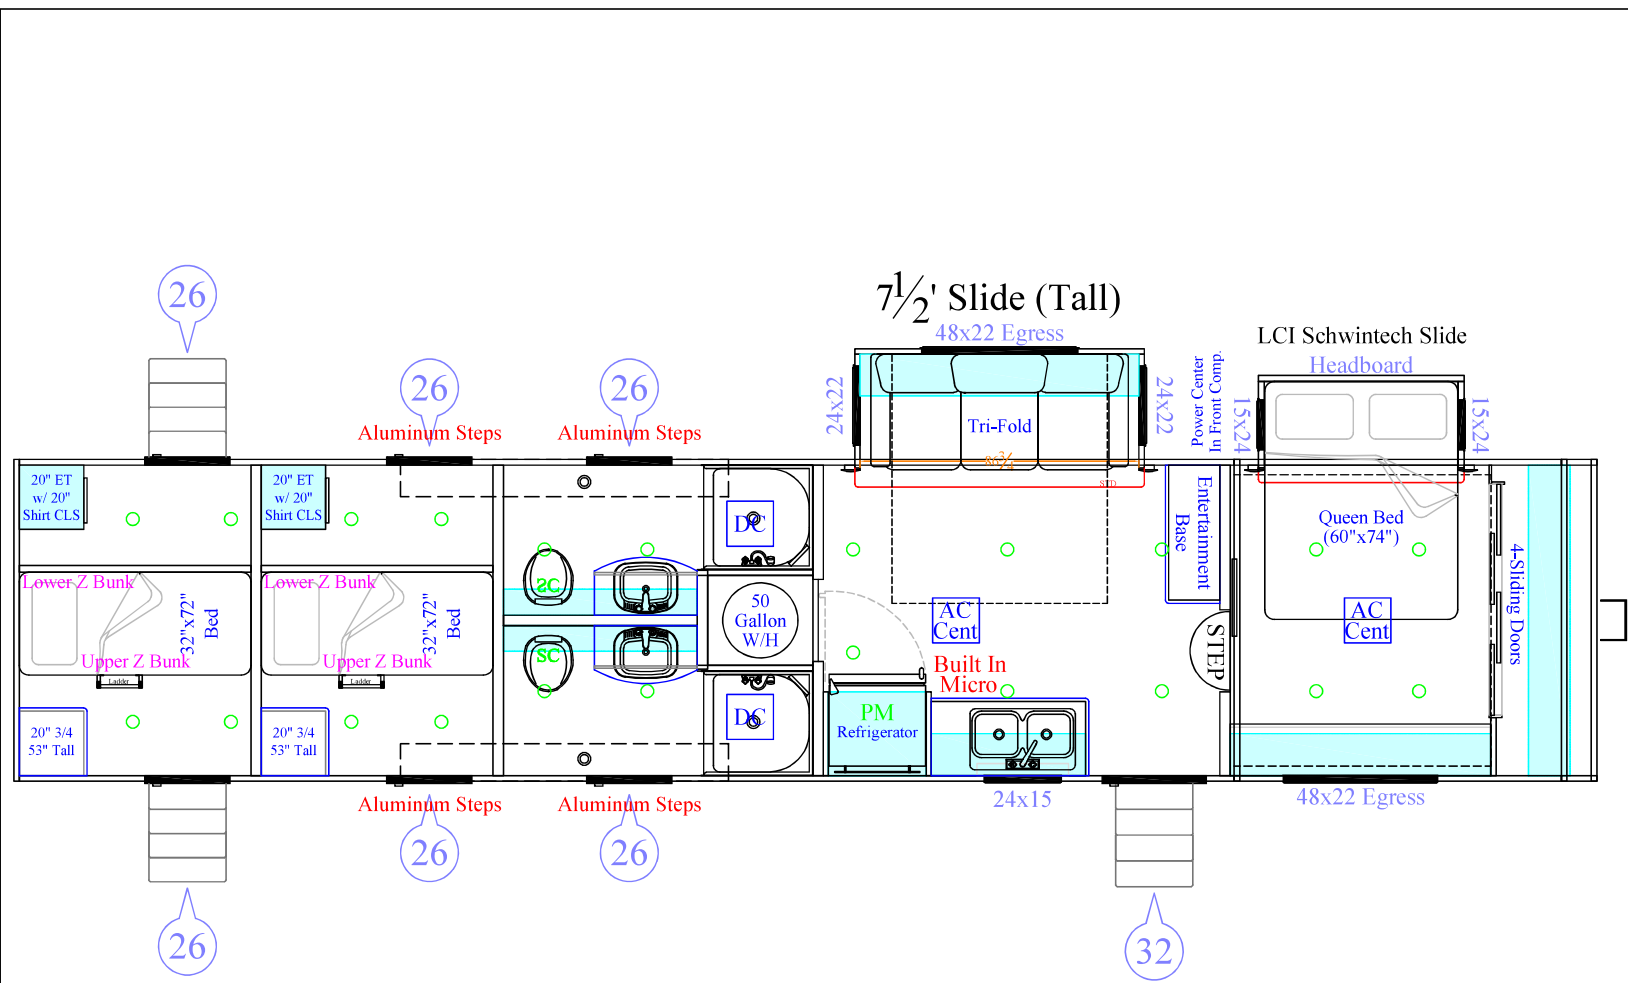 26
7½' Slide (Tall)
48x22 Egress
LCI Schwintech Slide
Headboard
26
26
Aluminum Steps
Aluminum Steps
24x22
24x22
Power Center
In Front Comp.
15x24
15x24
Tri-Fold
STD
20" ET
w/ 20"
Shirt CLS
20" ET
w/ 20"
Shirt CLS
DC
Entertainment
Base
Queen Bed
(60"x74")
4-Sliding Doors
Lower Z Bunk
32"x72"
Bed
Upper Z Bunk
Ladder
Lower Z Bunk
32"x72"
Bed
Upper Z Bunk
Ladder
SC
SC
50
Gallon
W/H
AC
Cent
STEP
AC
Cent
Built In
Micro
20" 3/4
53" Tall
20" 3/4
53" Tall
DC
PM
Refrigerator
Aluminum Steps
Aluminum Steps
24x15
48x22 Egress
26
26
26
32